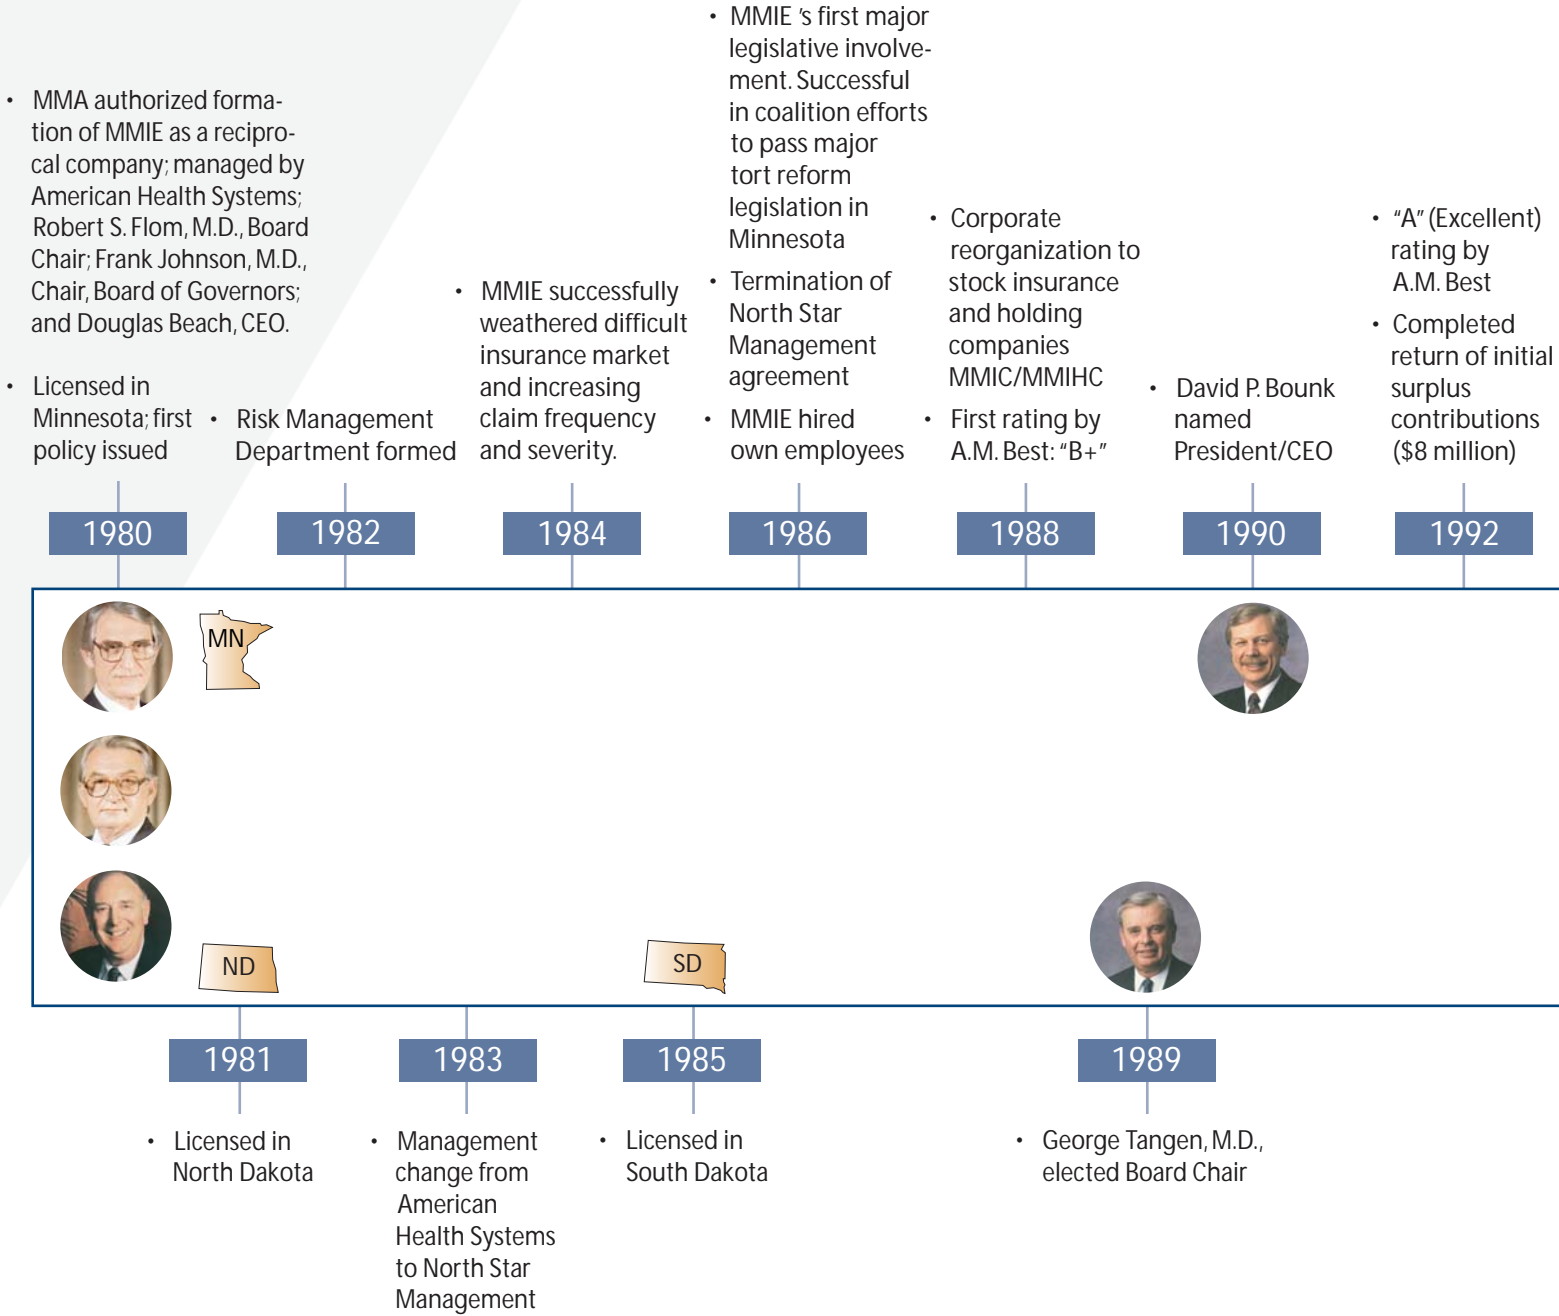 • MMA authorized forma-
tion of MMIE as a recipro-
cal company; managed by
American Health Systems;
Robert S. Flom, M.D., Board
Chair; Frank Johnson, M.D.,
Chair, Board of Governors;
and Douglas Beach, CEO.
• Licensed in
Minnesota; first
policy issued
1980
• Risk Management
Department formed
1982
• MMIE successfully
weathered difficult
insurance market
and increasing
claim frequency
and severity.
1984
• MMIE 's first major
legislative involve-
ment. Successful
in coalition efforts
to pass major
tort reform
legislation in
Minnesota
• Termination of
North Star
Management
agreement
• MMIE hired
own employees
1986
• Corporate
reorganization to
stock insurance
and holding
companies
MMIC/MMIHC
• First rating by
A.M. Best: “B+”
1988
• David P. Bounk
named
President/CEO
1990
• “A” (Excellent)
rating by
A.M. Best
• Completed
return of initial
surplus
contributions
($8 million)
1992
MN
ND
SD
1981
• Licensed in
North Dakota
1983
• Management
change from
American
Health Systems
to North Star
Management
1985
• Licensed in
South Dakota
1989
• George Tangen, M.D.,
elected Board Chair